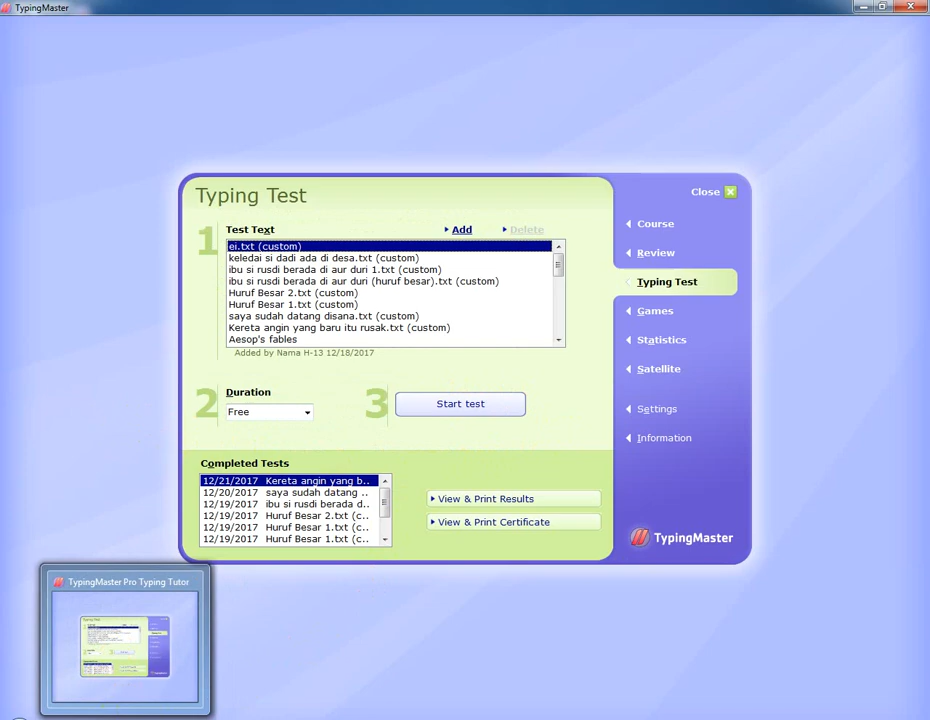 TypingMaster
Typing Test
Close
1
Test Text
Add
Delete
ei.txt (custom)
keledai si dadi ada di desa.txt (custom)
ibu si rusdi berada di aur duri 1.txt (custom)
ibu si rusdi berada di aur duri (huruf besar).txt (custom)
Huruf Besar 2.txt (custom)
Huruf Besar 1.txt (custom)
saya sudah datang disana.txt (custom)
Kereta angin yang baru itu rusak.txt (custom)
Aesop's fables
Added by Nama H-13 12/18/2017
2
Duration
Free
3
Start test
Completed Tests
12/21/2017 Kereta angin yang b..
12/20/2017 saya sudah datang ..
12/19/2017 ibu si rusdi berada d..
12/19/2017 Huruf Besar 2.txt (c..
12/19/2017 Huruf Besar 1.txt (c..
12/19/2017 Huruf Besar 1.txt (c..
View & Print Results
View & Print Certificate
Course
Review
Typing Test
Games
Statistics
Satellite
Settings
Information
TypingMaster
TypingMaster Pro Typing Tutor